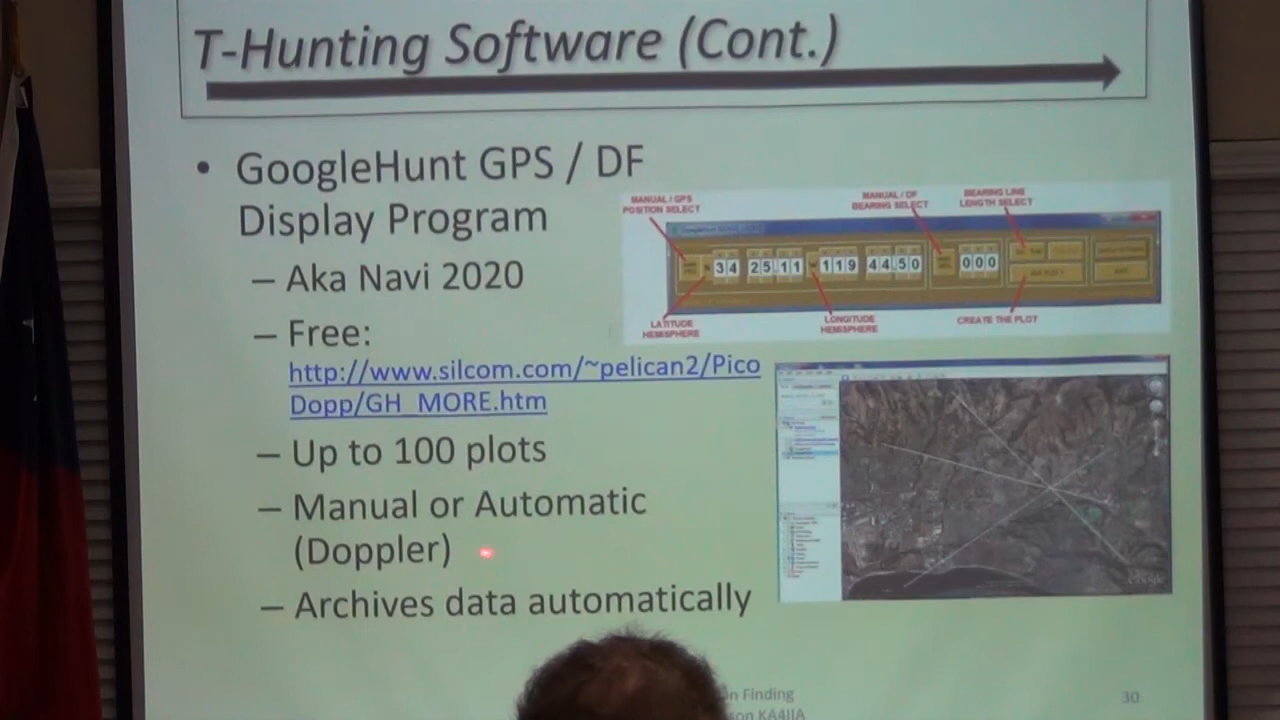 T-Hunting Software (Cont.)
• GoogleHunt GPS / DF
Display Program
– Aka Navi 2020
– Free:
http://www.silcom.com/~pelican2/Pico
Dopp/GH_MORE.htm
– Up to 100 plots
– Manual or Automatic
(Doppler)
– Archives data automatically
MANUAL / GPS
POSITION SELECT
MANUAL / DF
BEARING SELECT
BEARING LINE
LENGTH SELECT
34 25.11 119 44.50 000
LATITUDE
HEMISPHERE
LONGITUDE
HEMISPHERE
CREATE THE PLOT
Google
Finding
KA4IIA
30